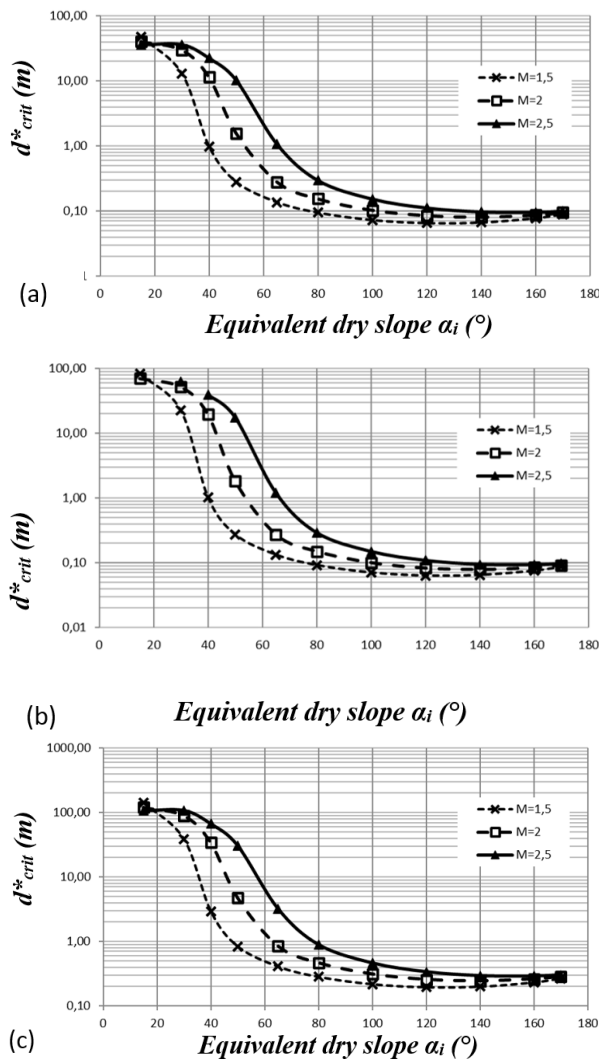 100,00
10,00
1,00
0,10
1
d*crit (m)
M=1,5
M=2
M=2,5
0 20 40 60 80 100 120 140 160 180
(a)
Equivalent dry slope αi (°)
100,00
10,00
1,00
0,10
0,01
d*crit (m)
M=1,5
M=2
M=2,5
0 20 40 60 80 100 120 140 160 180
(b)
Equivalent dry slope αi (°)
1000,00
100,00
10,00
1,00
0,10
d*crit (m)
M=1,5
M=2
M=2,5
0 20 40 60 80 100 120 140 160 180
(c)
Equivalent dry slope αi (°)